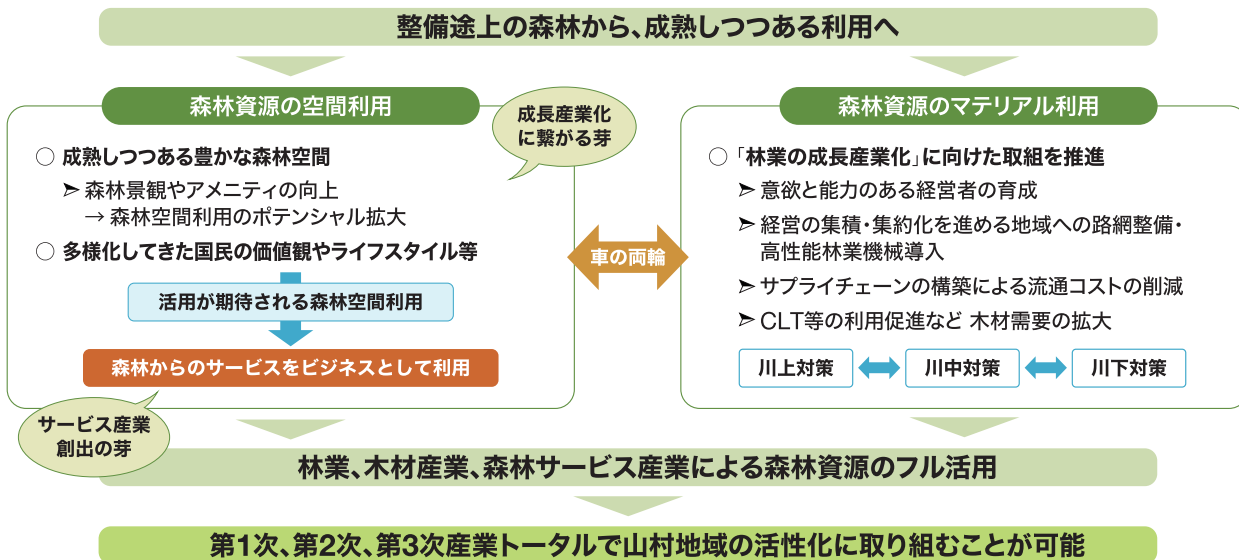 整備途上の森林から、成熟しつつある利用へ
森林資源の空間利用
成長産業化
に繋がる芽
○ 成熟しつつある豊かな森林空間
➢ 森林景観やアメニティの向上
→ 森林空間利用のポテンシャル拡大
○ 多様化してきた国民の価値観やライフスタイル等
活用が期待される森林空間利用
森林からのサービスをビジネスとして利用
サービス産業
創出の芽
車の両輪
森林資源のマテリアル利用
○ 「林業の成長産業化」に向けた取組を推進
➢ 意欲と能力のある経営者の育成
➢ 経営の集積・集約化を進める地域への路網整備・
高性能林業機械導入
➢ サプライチェーンの構築による流通コストの削減
➢ CLT等の利用促進など 木材需要の拡大
川上対策
川中対策
川下対策
林業、木材産業、森林サービス産業による森林資源のフル活用
第1次、第2次、第3次産業トータルで山村地域の活性化に取り組むことが可能